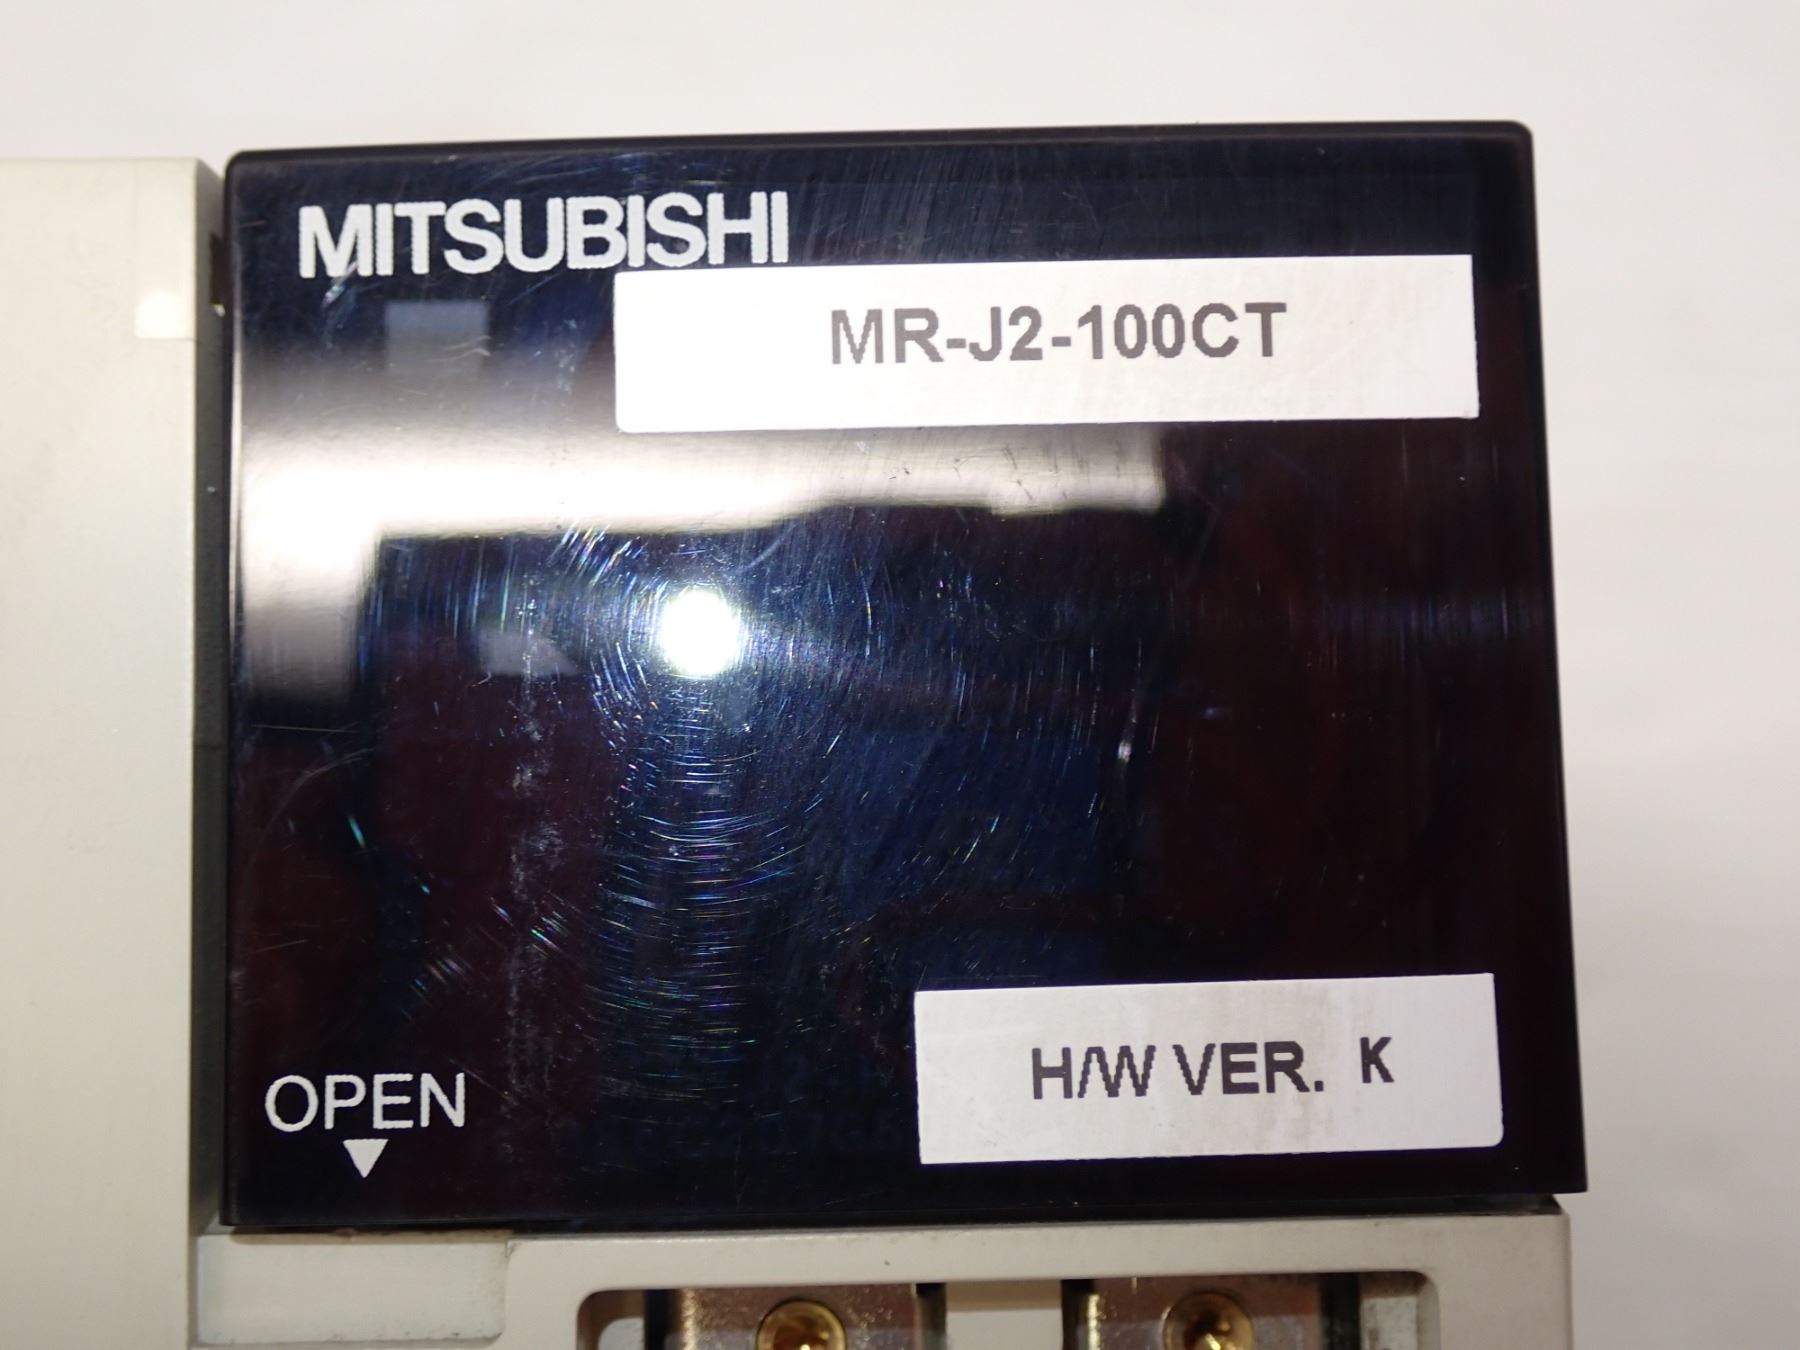 MITSUBISHI
MR-J2-100CT
H/W VER. K
OPEN